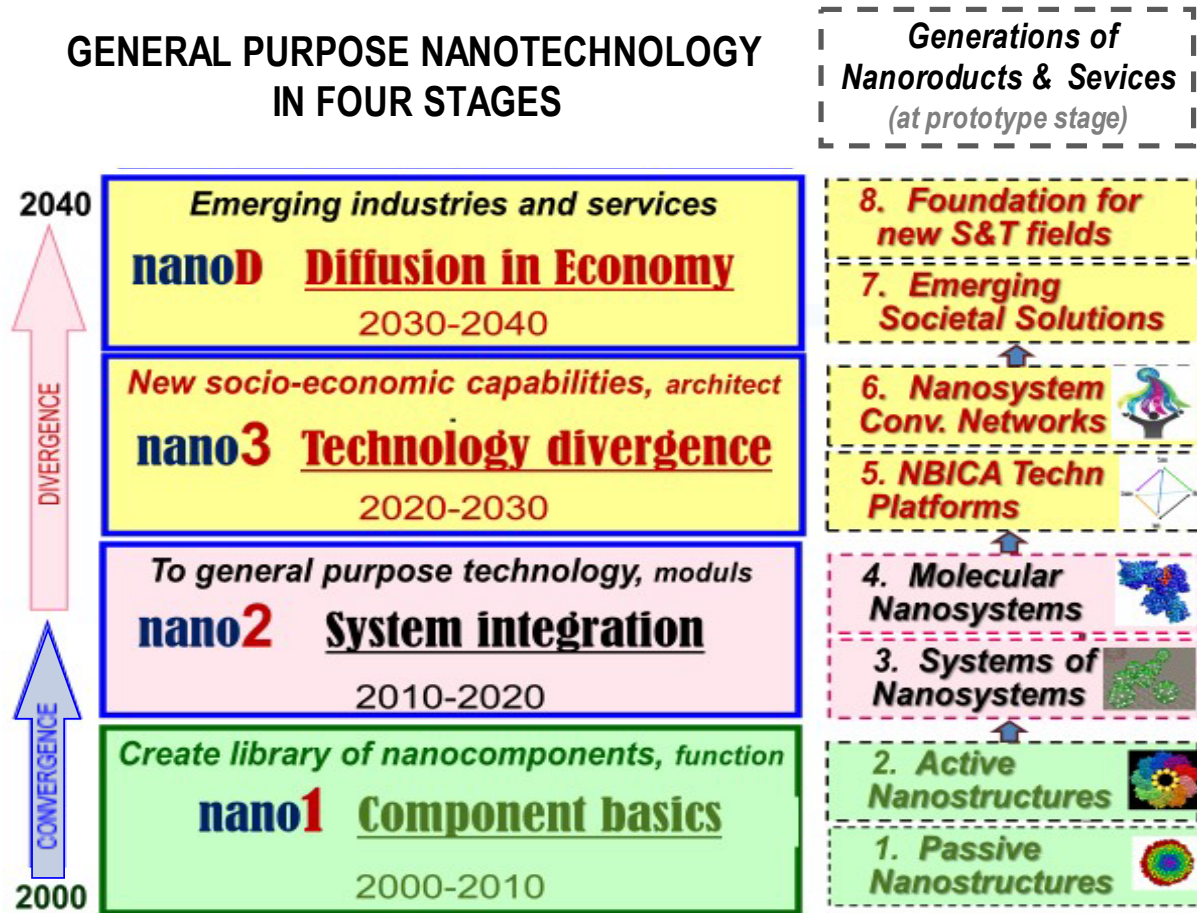 GENERAL PURPOSE NANOTECHNOLOGY
IN FOUR STAGES
Generations of
Nanoroducts & Sevices
(at prototype stage)
2040
DIVERGENCE
CONVERGENCE
2000
Emerging industries and services
nanoD Diffusion in Economy
2030-2040
New socio-economic capabilities, architect
nano3 Technology divergence
2020-2030
To general purpose technology, moduls
nano2 System integration
2010-2020
Create library of nanocomponents, function
nano1 Component basics
2000-2010
8. Foundation for
new S&T fields
7. Emerging
Societal Solutions
6. Nanosystem
Conv. Networks
5. NBICA Techn
Platforms
4. Molecular
Nanosystems
3. Systems of
Nanosystems
2. Active
Nanostructures
1. Passive
Nanostructures